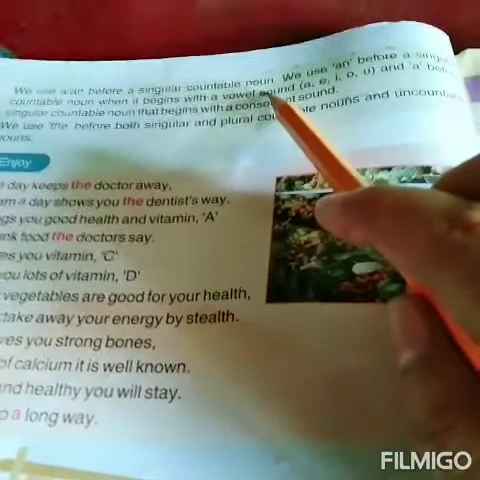 We use a/an before a singular countable noun. We use 'an' before a singu
countable noun when it begins with a vowel sound (a, e, i, o, u) and 'a' bef
singular countable noun that begins with a consonant sound.
We use 'the before both singular and plural nouns and uncounta
nouns.
Enjoy
a day keeps the doctor away,
am a day shows you the dentist's way.
gs you good health and vitamin, 'A'
nk food the doctors say.
es you vitamin, 'C'
you lots of vitamin, 'D'
vegetables are good for your health,
take away your energy by stealth.
ves you strong bones,
of calcium it is well known.
and healthy you will stay.
o a long way.
FILMIGO